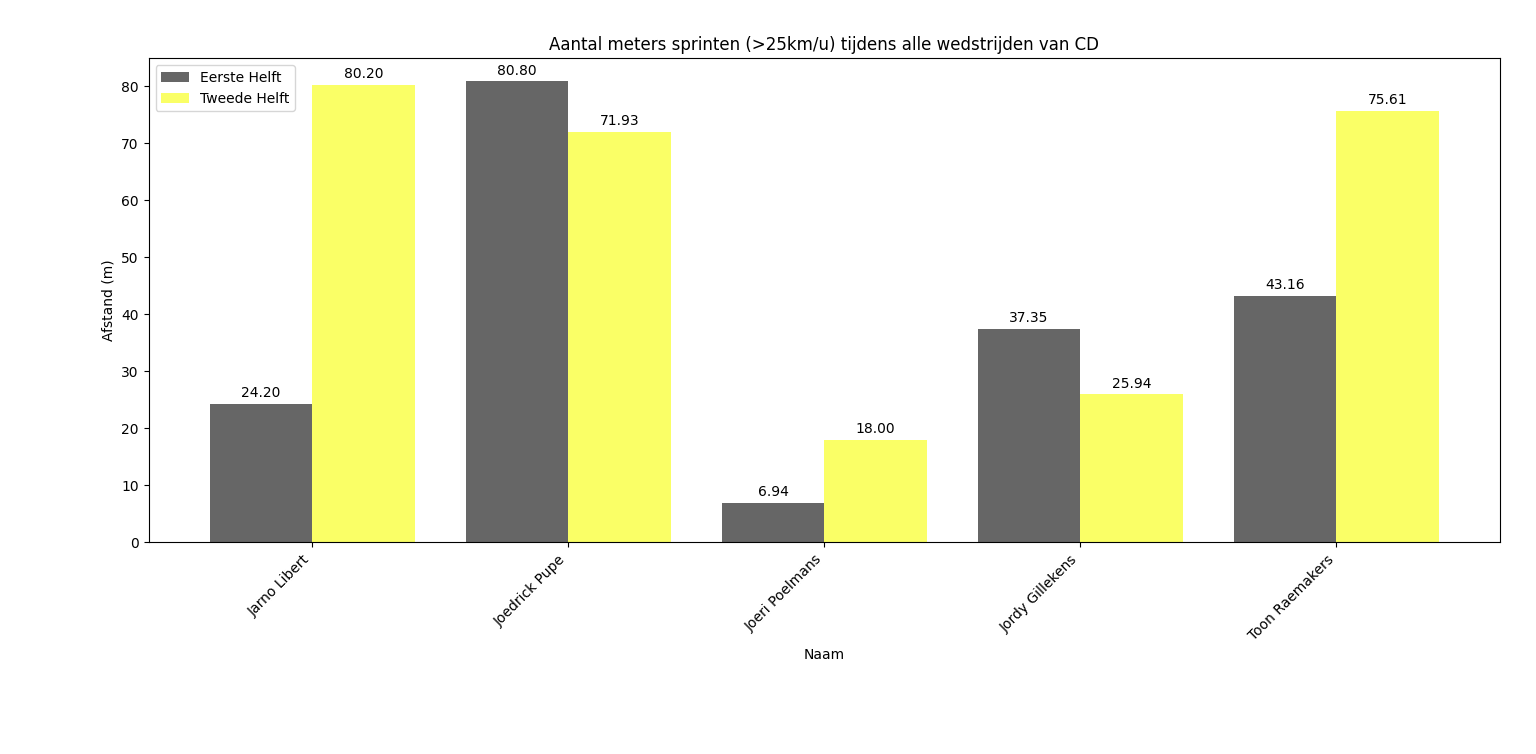 Aantal meters sprinten (>25km/u) tijdens alle wedstrijden van CD
Eerste Helft
Tweede Helft
Afstand (m)
80
70
60
50
40
30
20
10
0
24.20
80.20
80.80
71.93
6.94
18.00
37.35
25.94
43.16
75.61
Jarno Libert
Joedrick Pupe
Joeri Poelmans
Jordy Gillekens
Toon Raemakers
Naam